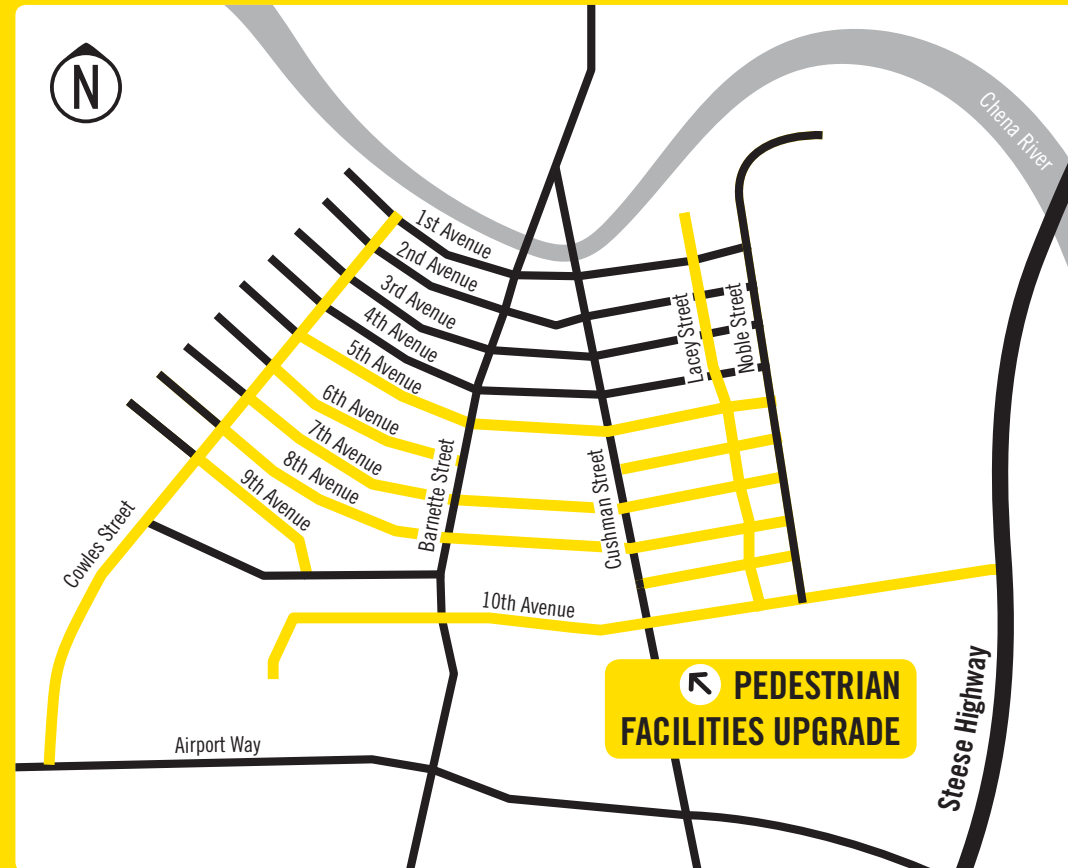 N
Chena River
1st Avenue
2nd Avenue
3rd Avenue
4th Avenue
5th Avenue
6th Avenue
7th Avenue
8th Avenue
9th Avenue
Lacey Street
Noble Street
Barnette Street
Cushman Street
Cowles Street
10th Avenue
PEDESTRIAN
FACILITIES UPGRADE
Airport Way
Steese Highway